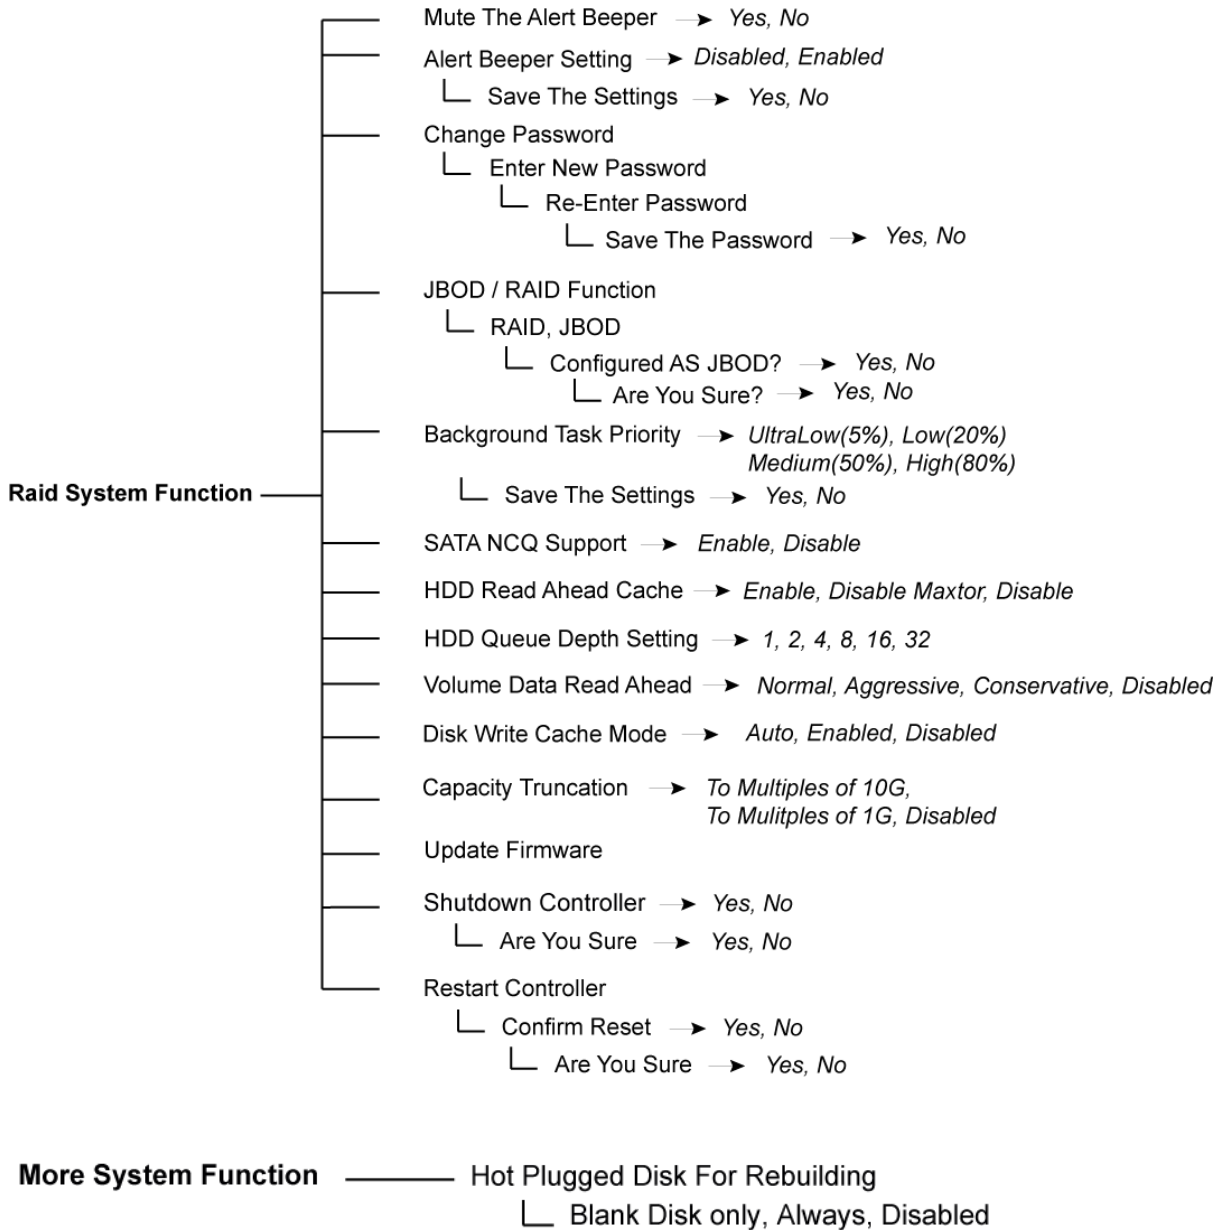 Mute The Alert Beeper Yes, No
Alert Beeper Setting Disabled, Enabled
Save The Settings Yes, No
Change Password
Enter New Password
Re-Enter Password
Save The Password Yes, No
JBOD / RAID Function
RAID, JBOD
Configured AS JBOD? Yes, No
Are You Sure? Yes, No
Background Task Priority UltraLow(5%), Low(20%)
Medium(50%), High(80%)
Raid System Function
Save The Settings Yes, No
SATA NCQ Support Enable, Disable
HDD Read Ahead Cache Enable, Disable Maxtor, Disable
HDD Queue Depth Setting 1, 2, 4, 8, 16, 32
Volume Data Read Ahead Normal, Aggressive, Conservative, Disabled
Disk Write Cache Mode Auto, Enabled, Disabled
Capacity Truncation To Multiples of 10G,
To Mulitples of 1G, Disabled
Update Firmware
Shutdown Controller Yes, No
Are You Sure Yes, No
Restart Controller
Confirm Reset Yes, No
Are You Sure Yes, No
More System Function Hot Plugged Disk For Rebuilding
Blank Disk only, Always, Disabled